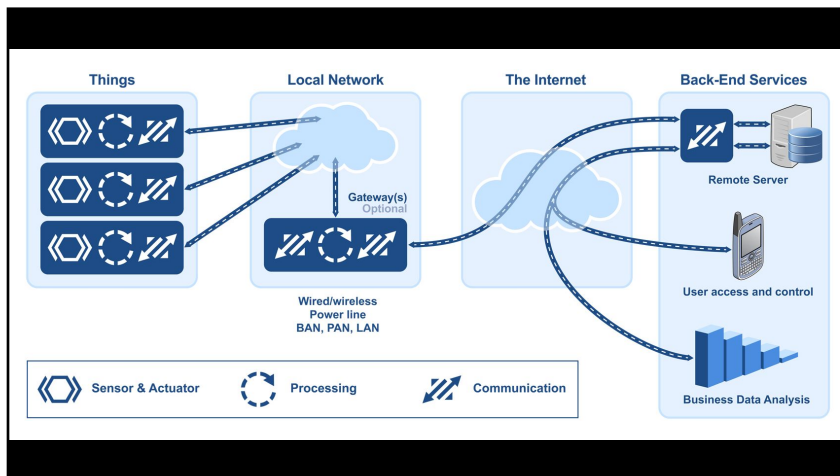 Things
Local Network
The Internet
Back-End Services
Gateway(s)
Optional
Wired/wireless
Power line
BAN, PAN, LAN
Remote Server
User access and control
Business Data Analysis
Sensor & Actuator
Processing
Communication